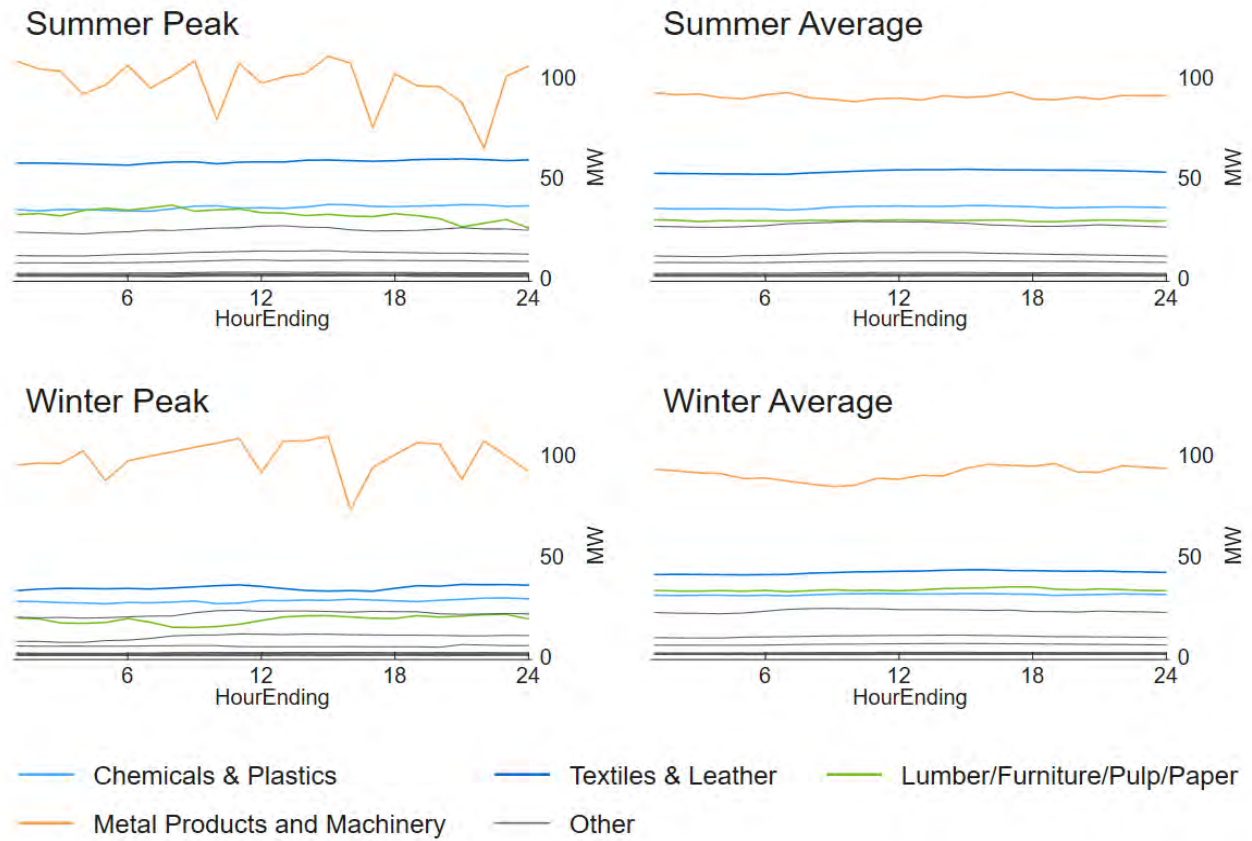 Summer Peak
Summer Average
100
50
0
MW
6 12 18 24
HourEnding
100
50
0
MW
6 12 18 24
HourEnding
Winter Peak
Winter Average
100
50
0
MW
6 12 18 24
HourEnding
100
50
0
MW
6 12 18 24
HourEnding
Chemicals & Plastics
Textiles & Leather
Lumber/Furniture/Pulp/Paper
Metal Products and Machinery
Other